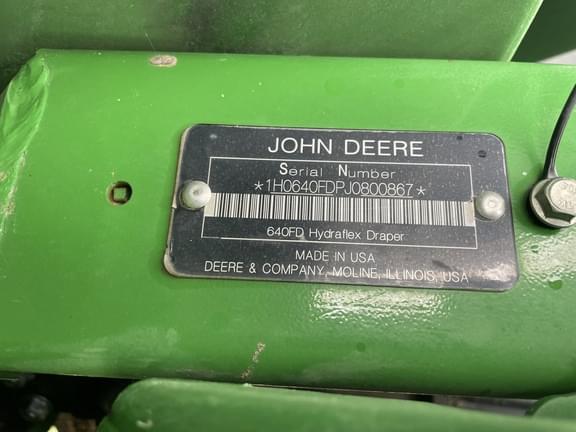 JOHN DEERE
Serial Number
*1H0640FDPJ0800867*
640FD Hydraflex Draper
MADE IN USA
DEERE & COMPANY, MOLINE, ILLINOIS, USA